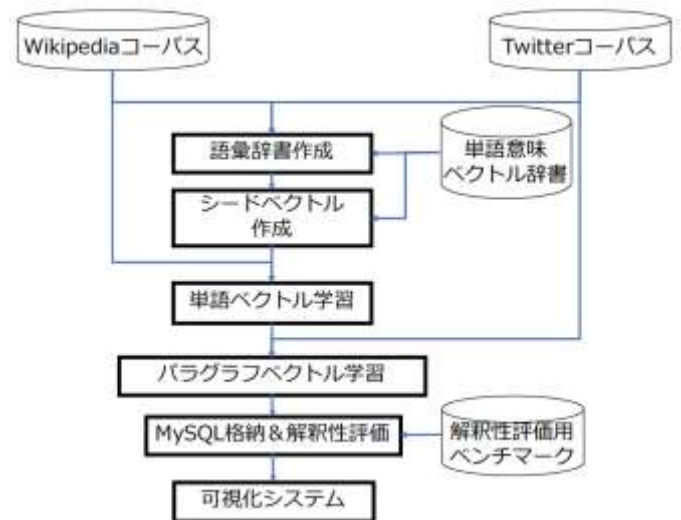 Wikipediaコーパス
Twitterコーパス
語彙辞書作成
単語意味
ベクトル辞書
シードベクトル
作成
単語ベクトル学習
パラグラフベクトル学習
MySQL格納&解釈性評価
解釈性評価用
ベンチマーク
可視化システム